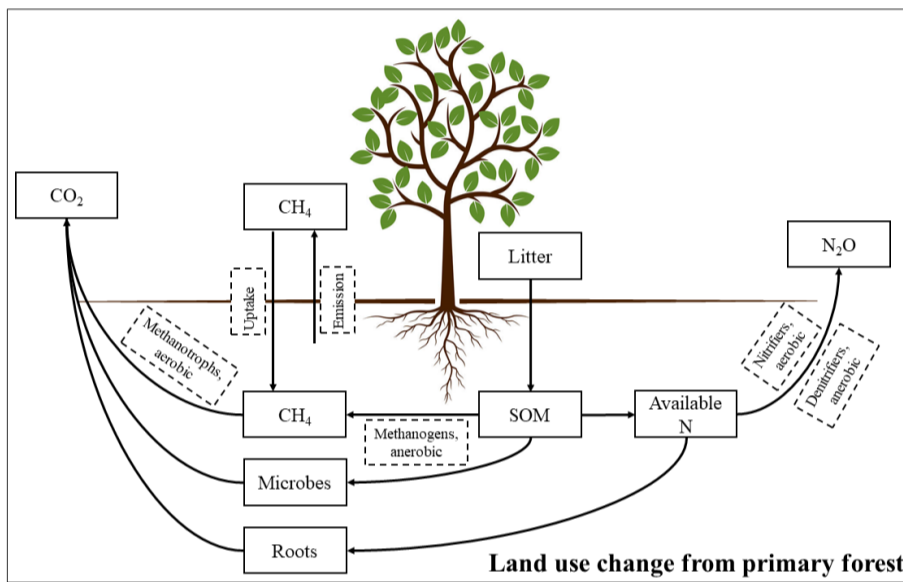 CO₂
CH₄
Litter
N₂O
Uptake
Emission
Methanotrophs,
aerobic
Nitrifiers,
aerobic
Denitrifiers,
anerobic
CH₄
Methanogens,
anerobic
SOM
Available
N
Microbes
Roots
Land use change from primary forest